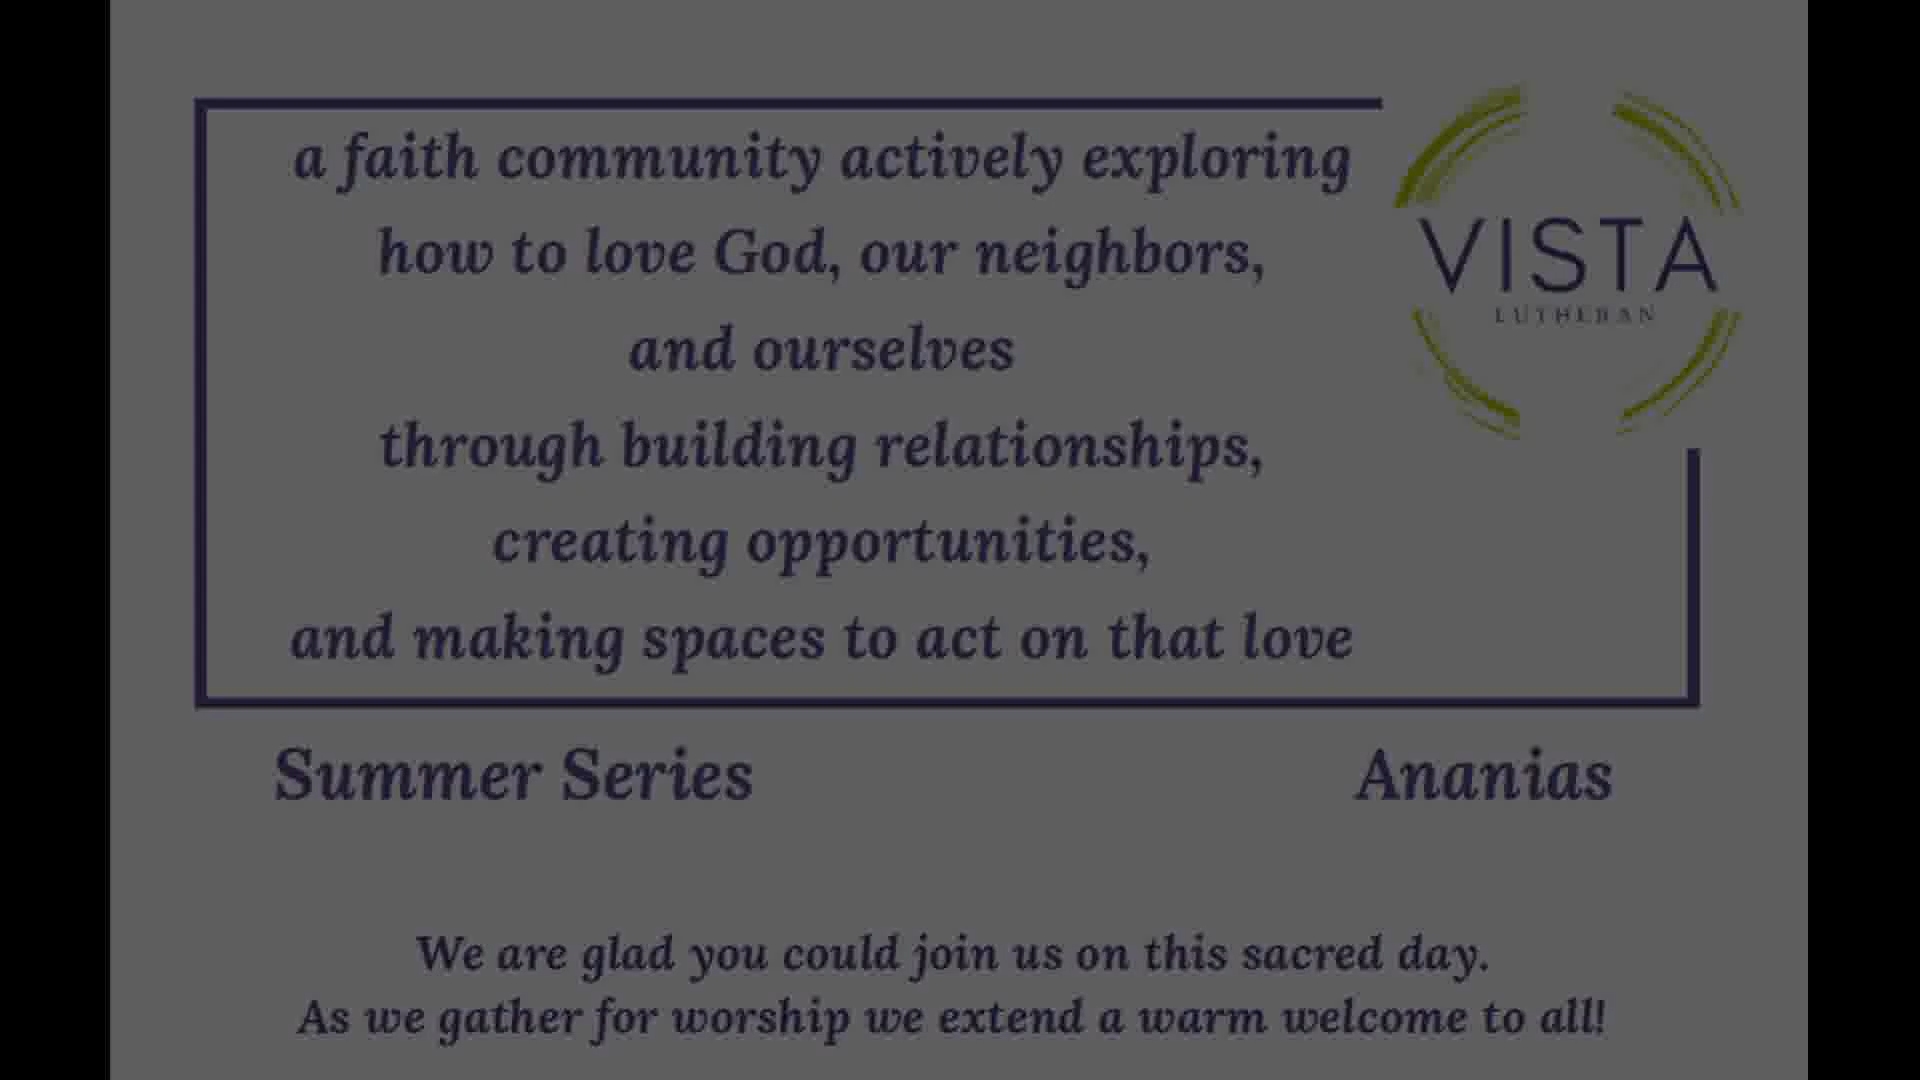 a faith community actively exploring
how to love God, our neighbors,
and ourselves
through building relationships,
creating opportunities,
and making spaces to act on that love
VISTA
LUTHERAN
Summer Series
Ananias
We are glad you could join us on this sacred day.
As we gather for worship we extend a warm welcome to all!